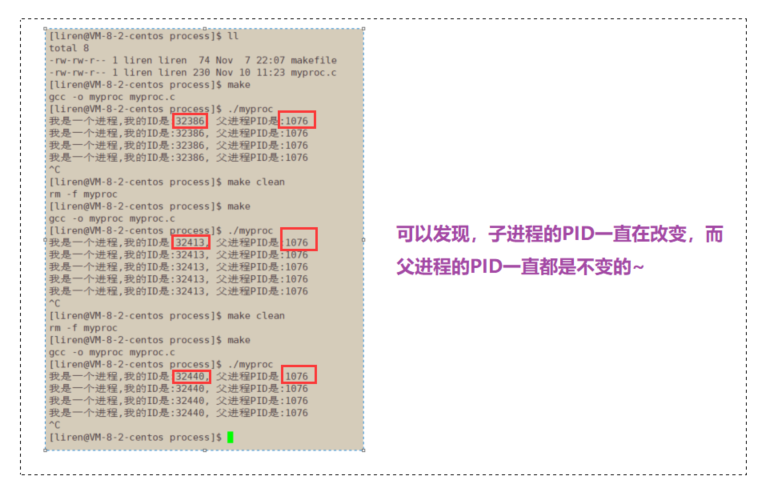 [liren@VM-8-2-centos process]$ ll
total 8
-rw-rw-r-- 1 liren liren  74 Nov  7 22:07 makefile
-rw-rw-r-- 1 liren liren 230 Nov 10 11:23 myproc.c
[liren@VM-8-2-centos process]$ make
gcc -o myproc myproc.c
[liren@VM-8-2-centos process]$ ./myproc
我是一个进程,我的ID是:32386, 父进程PID是:1076
我是一个进程,我的ID是:32386, 父进程PID是:1076
我是一个进程,我的ID是:32386, 父进程PID是:1076
我是一个进程,我的ID是:32386, 父进程PID是:1076
^C
[liren@VM-8-2-centos process]$ make clean
rm -f myproc
[liren@VM-8-2-centos process]$ make
gcc -o myproc myproc.c
[liren@VM-8-2-centos process]$ ./myproc
我是一个进程,我的ID是:32413, 父进程PID是:1076
我是一个进程,我的ID是:32413, 父进程PID是:1076
我是一个进程,我的ID是:32413, 父进程PID是:1076
我是一个进程,我的ID是:32413, 父进程PID是:1076
我是一个进程,我的ID是:32413, 父进程PID是:1076
^C
[liren@VM-8-2-centos process]$ make clean
rm -f myproc
[liren@VM-8-2-centos process]$ make
gcc -o myproc myproc.c
[liren@VM-8-2-centos process]$ ./myproc
我是一个进程,我的ID是:32440, 父进程PID是:1076
我是一个进程,我的ID是:32440, 父进程PID是:1076
我是一个进程,我的ID是:32440, 父进程PID是:1076
我是一个进程,我的ID是:32440, 父进程PID是:1076
^C
[liren@VM-8-2-centos process]$
可以发现，子进程的PID一直在改变，而
父进程的PID一直都是不变的~